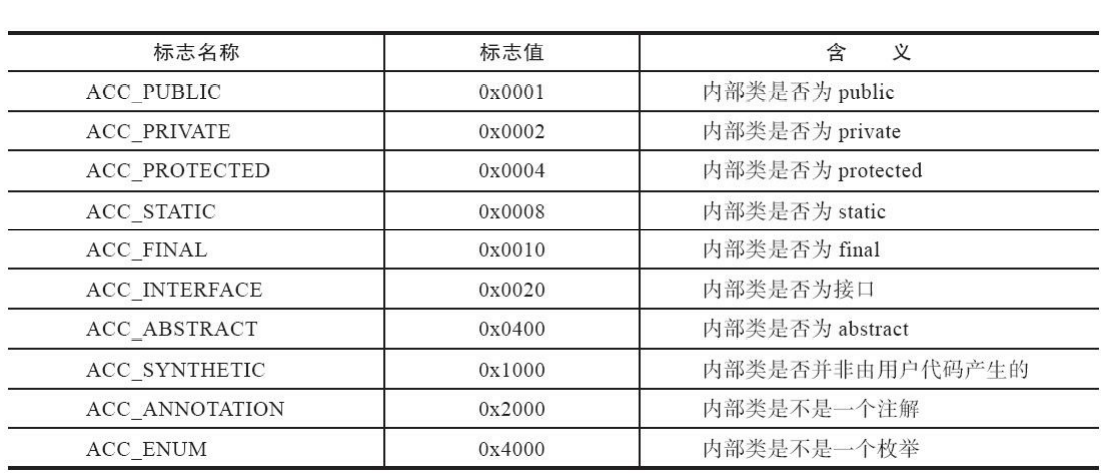 标志名称 标志值 含 义
ACC_PUBLIC 0x0001 内部类是否为 public
ACC_PRIVATE 0x0002 内部类是否为 private
ACC_PROTECTED 0x0004 内部类是否为 protected
ACC_STATIC 0x0008 内部类是否为 static
ACC_FINAL 0x0010 内部类是否为 final
ACC_INTERFACE 0x0020 内部类是否为接口
ACC_ABSTRACT 0x0400 内部类是否为 abstract
ACC_SYNTHETIC 0x1000 内部类是否并非由用户代码产生的
ACC_ANNOTATION 0x2000 内部类是不是一个注解
ACC_ENUM 0x4000 内部类是不是一个枚举